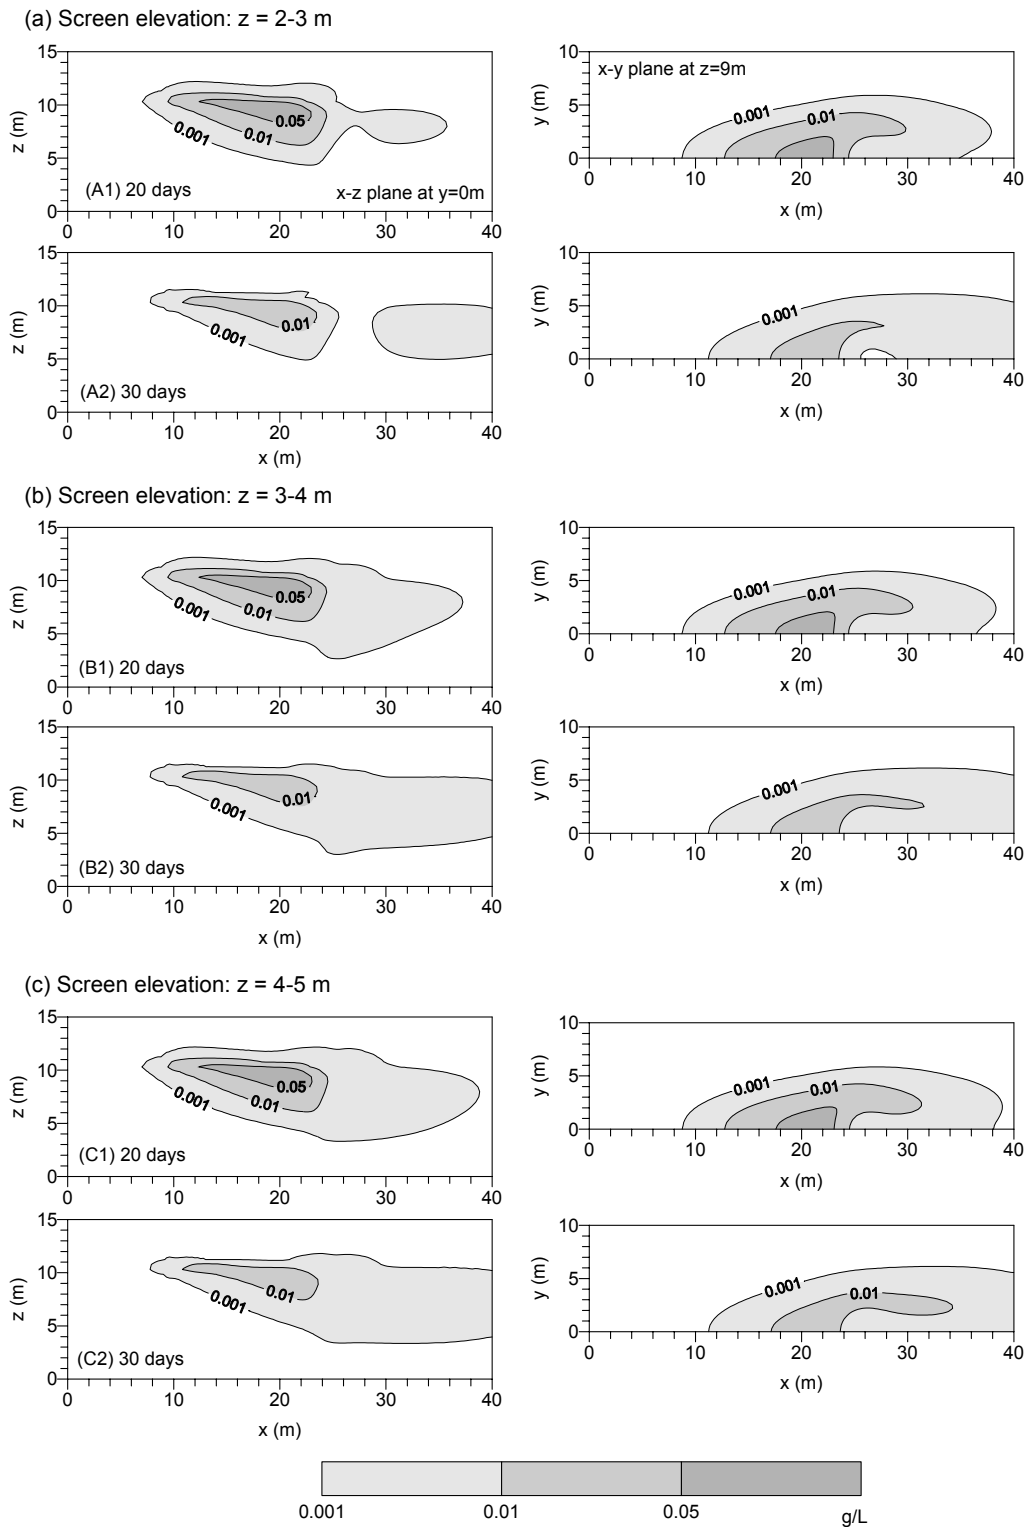 (a) Screen elevation: z = 2-3 m
15
10
5
0
z (m)
0.001
0.01
0.05
(A1) 20 days
x-z plane at y=0m
0 10 20 30 40
10
5
0
y (m)
x-y plane at z=9m
0.001
0.01
0 10 20 30 40
x (m)
15
10
5
0
z (m)
0.001
0.01
(A2) 30 days
0 10 20 30 40
x (m)
10
5
0
y (m)
0.001
0 10 20 30 40
x (m)
(b) Screen elevation: z = 3-4 m
15
10
5
0
z (m)
0.001
0.01
0.05
(B1) 20 days
0 10 20 30 40
10
5
0
y (m)
0.001
0.01
0 10 20 30 40
x (m)
15
10
5
0
z (m)
0.001
0.01
(B2) 30 days
0 10 20 30 40
x (m)
10
5
0
y (m)
0.001
0 10 20 30 40
x (m)
(c) Screen elevation: z = 4-5 m
15
10
5
0
z (m)
0.001
0.01
0.05
(C1) 20 days
0 10 20 30 40
10
5
0
y (m)
0.001
0.01
0 10 20 30 40
x (m)
15
10
5
0
z (m)
0.001
0.01
(C2) 30 days
0 10 20 30 40
x (m)
10
5
0
y (m)
0.001
0.01
0 10 20 30 40
x (m)
0.001 0.01 0.05 g/L